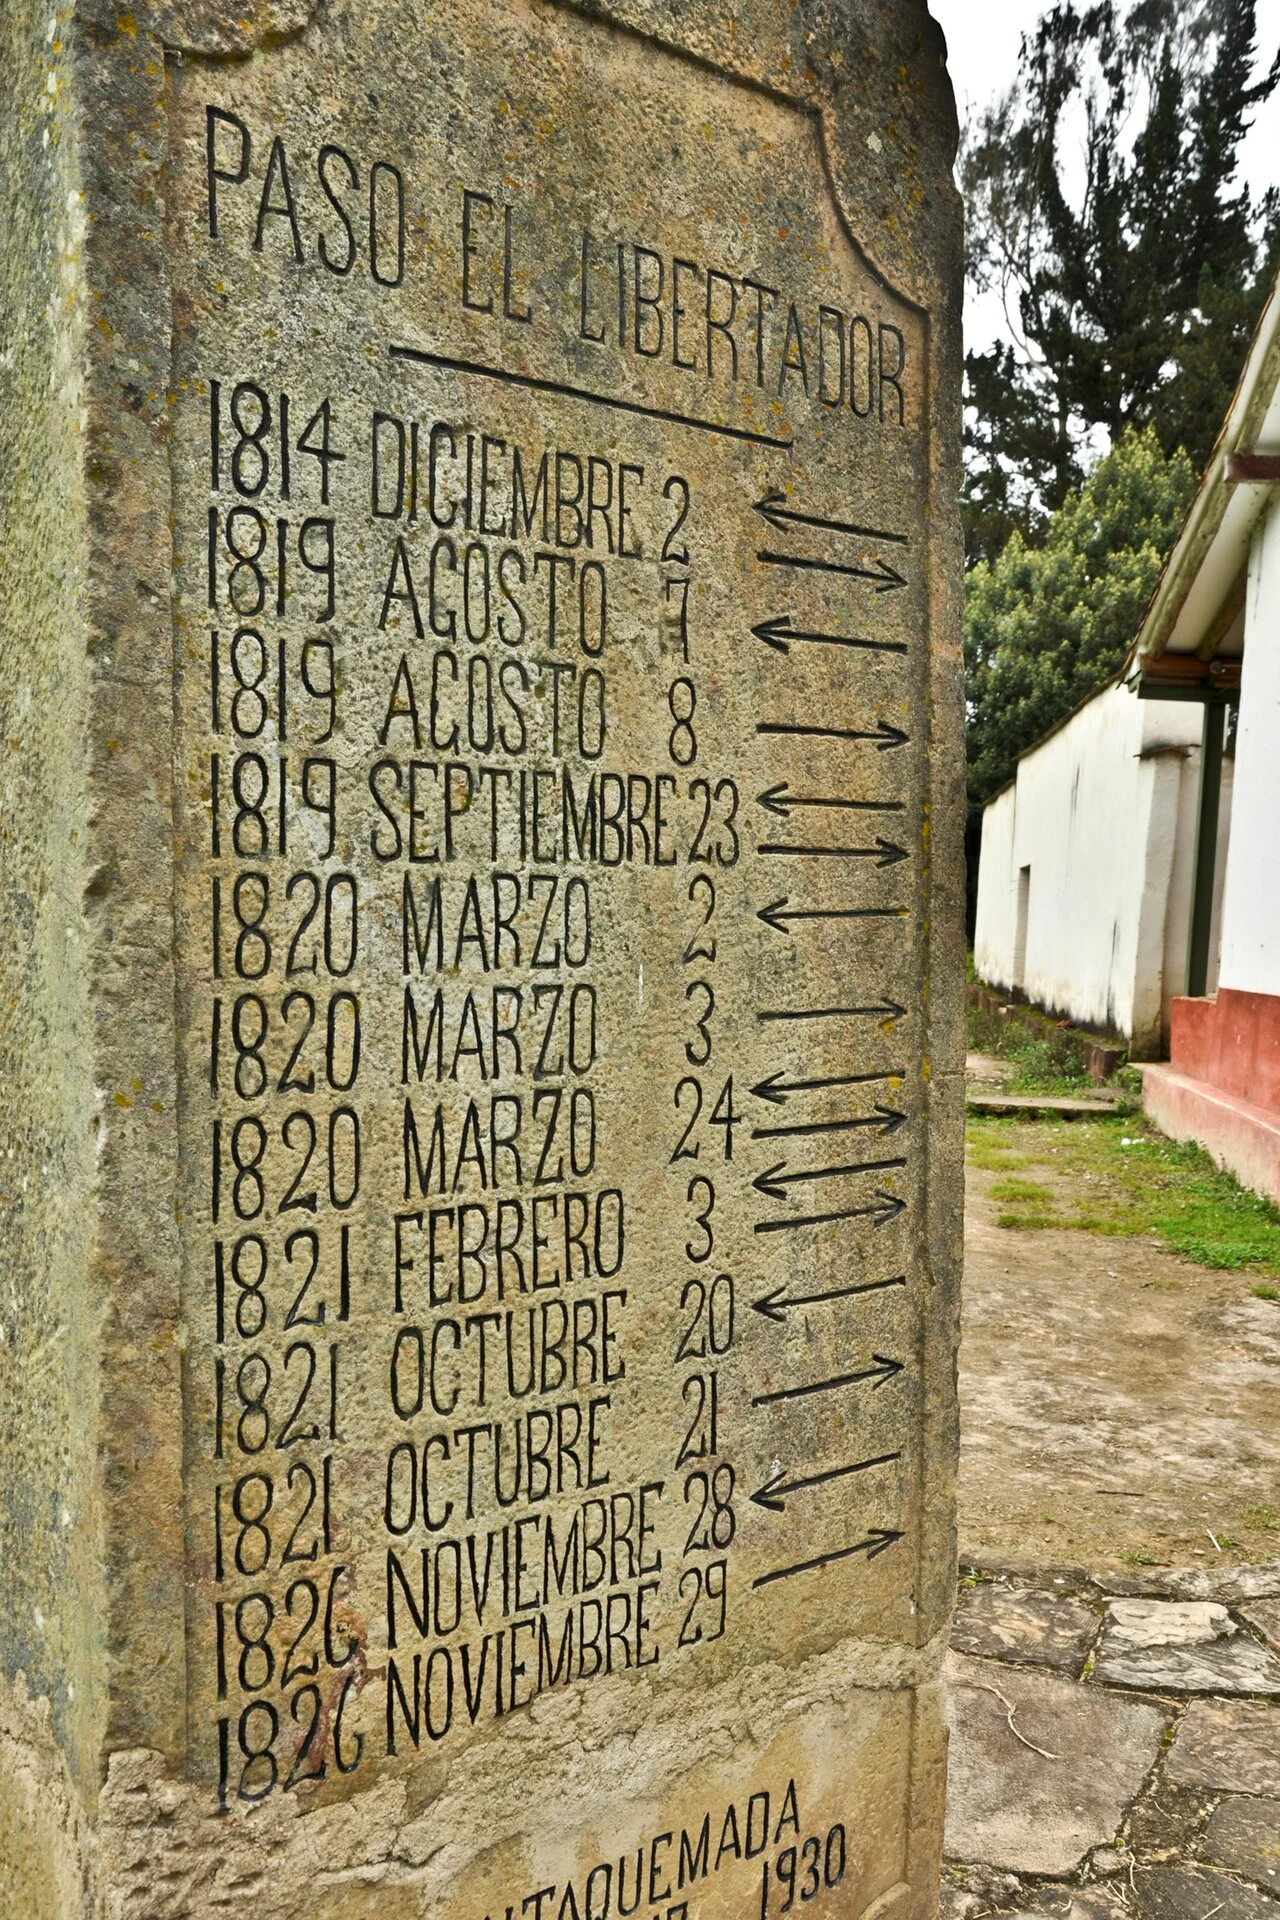 PASO EL LIBERTADOR
1814 DICIEMBRE 2
1819 AGOSTO 7
1819 AGOSTO 8
1819 SEPTIEMBRE 23
1820 MARZO 2
1820 MARZO 3
1820 MARZO 24
1821 FEBRERO 3
1821 OCTUBRE 20
1821 OCTUBRE 21
1826 NOVIEMBRE 28
1826 NOVIEMBRE 29
NTAQUEMADA
1930